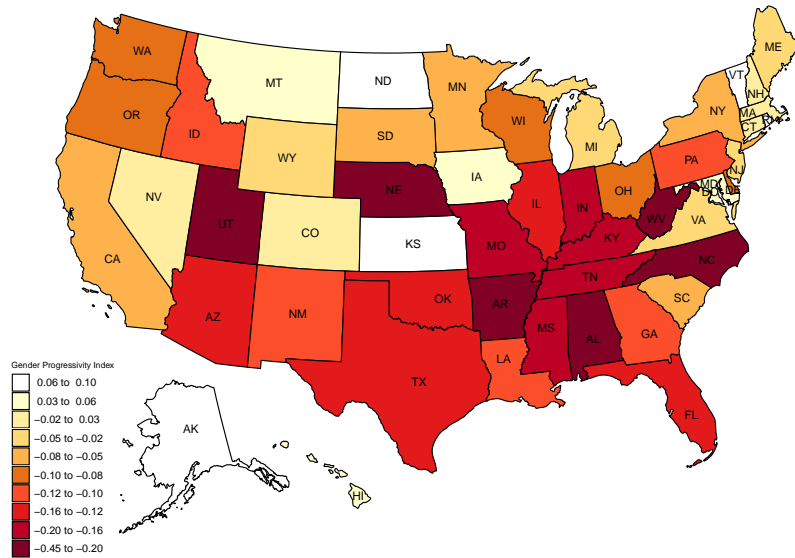 ME
WA
VT
ND
MT
NH
MN
OR
NY
MA
RI
WI
CT
ID
SD
MI
WY
PA
NJ
IA
NE
OH
MD
DE
DC
NV
IL
IN
UT
WV
VA
CO
KS
MO
KY
CA
NC
TN
OK
AR
SC
AZ
NM
MS
AL
GA
LA
TX
FL
Gender Progressivity Index
0.06 to 0.10
0.03 to 0.06
−0.02 to 0.03
−0.05 to −0.02
−0.08 to −0.05
−0.10 to −0.08
−0.12 to −0.10
−0.16 to −0.12
−0.20 to −0.16
−0.45 to −0.20
AK
HI